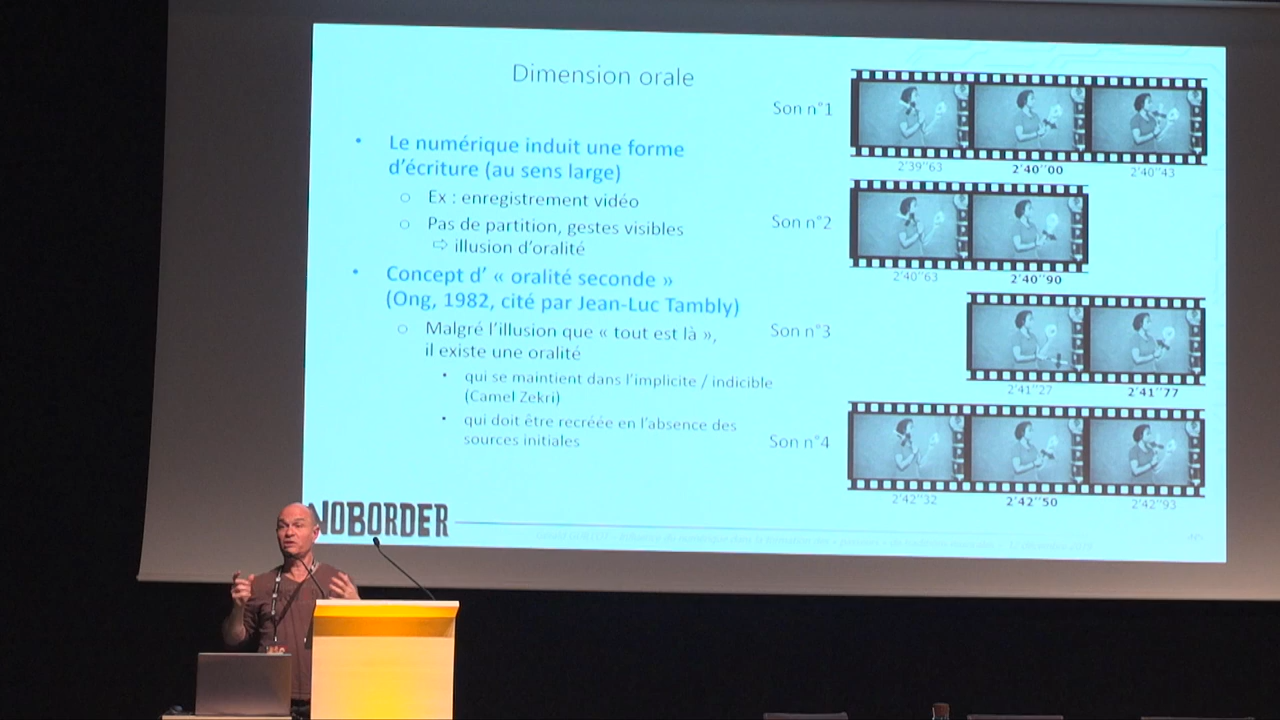 Dimension orale
Son n°1
• Le numérique induit une forme
d'écriture (au sens large)
2'39''63 2'40''00 2'40''43
○ Ex : enregistrement vidéo
○ Pas de partition, gestes visibles
⇨ illusion d'oralité
Son n°2
2'40''63 2'40''90
• Concept d' « oralité seconde »
(Ong, 1982, cité par Jean-Luc Tambly)
○ Malgré l'illusion que « tout est là »,
il existe une oralité
Son n°3
2'41''27 2'41''77
• qui se maintient dans l'implicite / indicible
(Camel Zekri)
• qui doit être recréée en l'absence des
sources initiales
Son n°4
2'42''32 2'42''50 2'42''93
NOBORDER